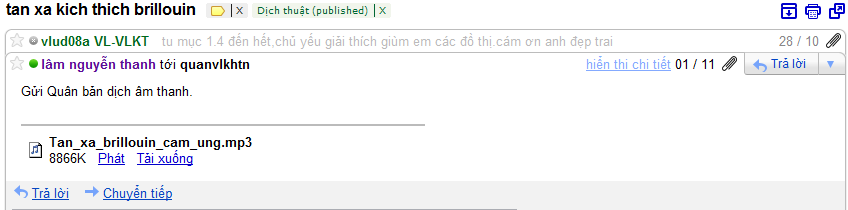 tan xa kich thich brillouin X Dịch thuật (published) X
vlud08a VL-VLKT tu mục 1.4 đến hết,chủ yếu giải thích giùm em các đồ thị.cám ơn anh đẹp trai 28 / 10
lâm nguyễn thanh tới quanvlkhtn hiển thị chi tiết 01 / 11 Trả lời
Gửi Quân bản dịch âm thanh.
Tan_xa_brillouin_cam_ung.mp3
8866K Phát Tải xuống
Trả lời Chuyển tiếp